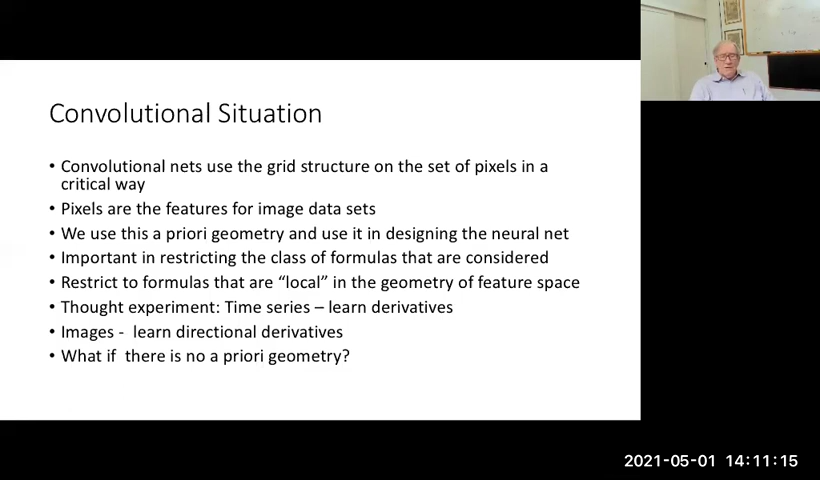 Convolutional Situation
• Convolutional nets use the grid structure on the set of pixels in a
critical way
• Pixels are the features for image data sets
• We use this a priori geometry and use it in designing the neural net
• Important in restricting the class of formulas that are considered
• Restrict to formulas that are “local” in the geometry of feature space
• Thought experiment: Time series – learn derivatives
• Images - learn directional derivatives
• What if there is no a priori geometry?
2021-05-01 14:11:15